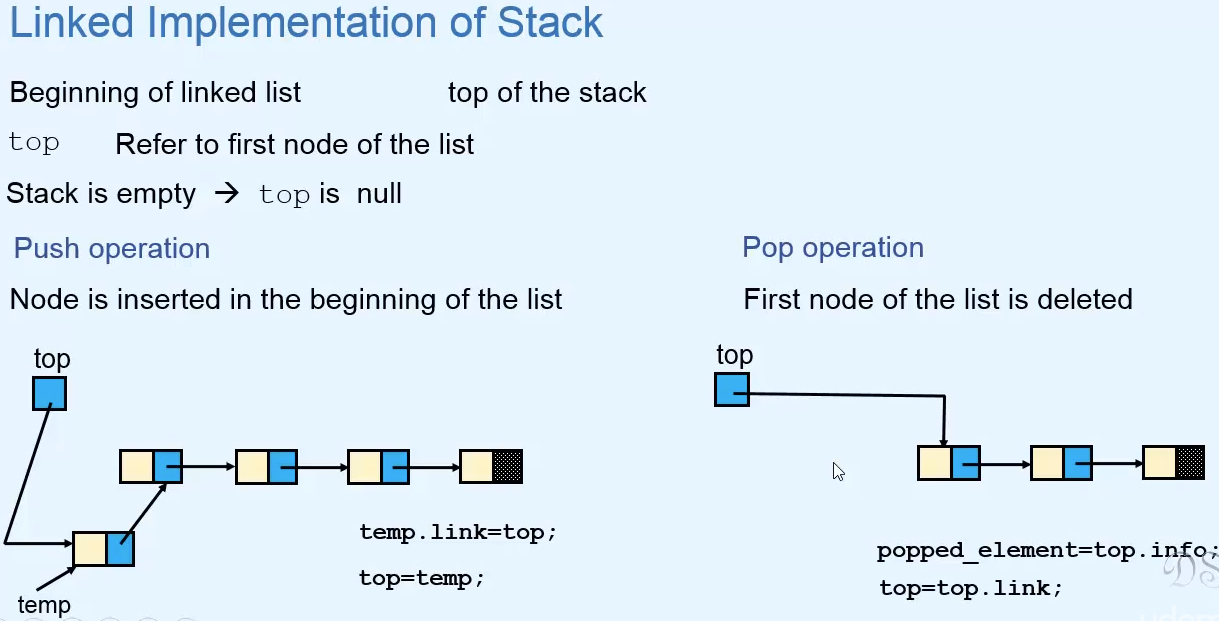 Linked Implementation of Stack
Beginning of linked list top of the stack
top Refer to first node of the list
Stack is empty → top is null
Push operation
Node is inserted in the beginning of the list
top
temp.link=top;
top=temp;
temp
Pop operation
First node of the list is deleted
top
popped_element=top.info;
top=top.link;
DS